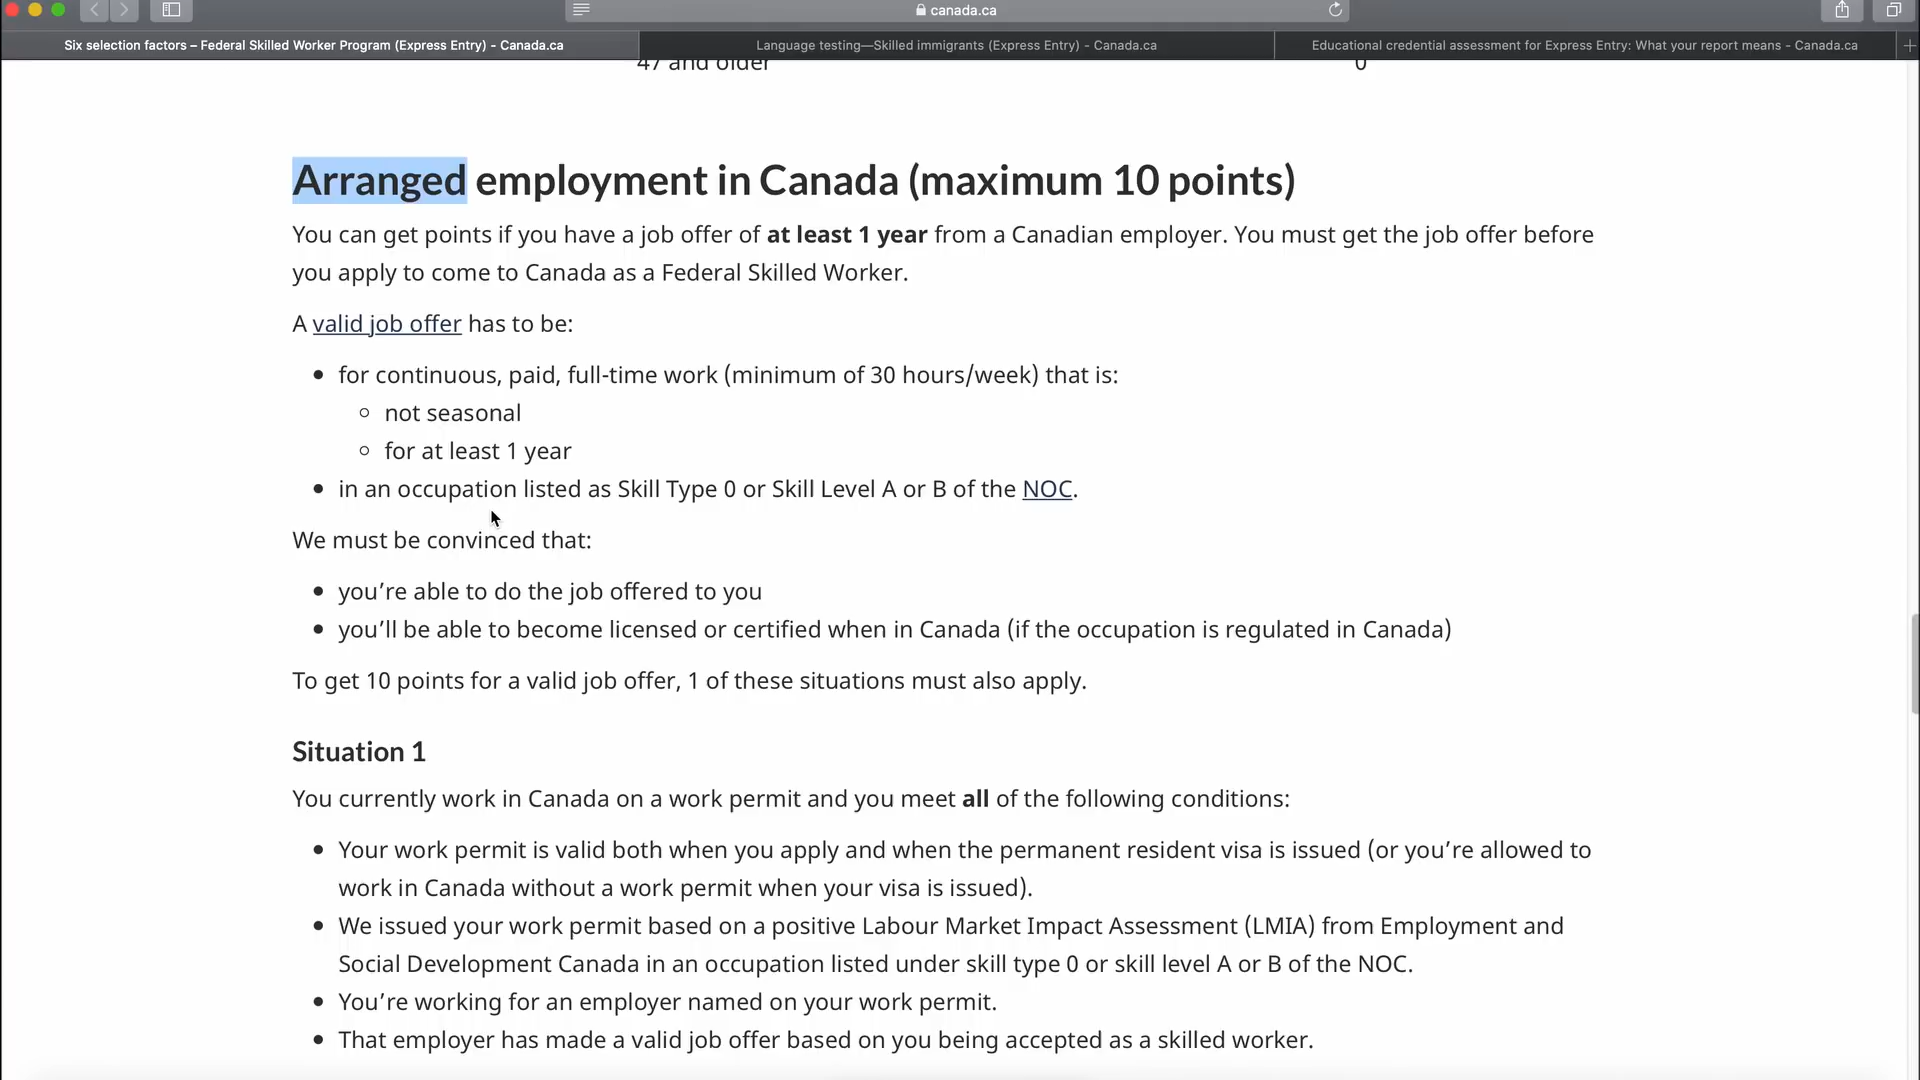 canada.ca
Six selection factors – Federal Skilled Worker Program (Express Entry) - Canada.ca
Language testing—Skilled immigrants (Express Entry) - Canada.ca
Educational credential assessment for Express Entry: What your report means - Canada.ca
47 and older 0
Arranged employment in Canada (maximum 10 points)
You can get points if you have a job offer of at least 1 year from a Canadian employer. You must get the job offer before
you apply to come to Canada as a Federal Skilled Worker.
A valid job offer has to be:
for continuous, paid, full-time work (minimum of 30 hours/week) that is:
not seasonal
for at least 1 year
in an occupation listed as Skill Type 0 or Skill Level A or B of the NOC.
We must be convinced that:
you’re able to do the job offered to you
you’ll be able to become licensed or certified when in Canada (if the occupation is regulated in Canada)
To get 10 points for a valid job offer, 1 of these situations must also apply.
Situation 1
You currently work in Canada on a work permit and you meet all of the following conditions:
Your work permit is valid both when you apply and when the permanent resident visa is issued (or you’re allowed to
work in Canada without a work permit when your visa is issued).
We issued your work permit based on a positive Labour Market Impact Assessment (LMIA) from Employment and
Social Development Canada in an occupation listed under skill type 0 or skill level A or B of the NOC.
You’re working for an employer named on your work permit.
That employer has made a valid job offer based on you being accepted as a skilled worker.